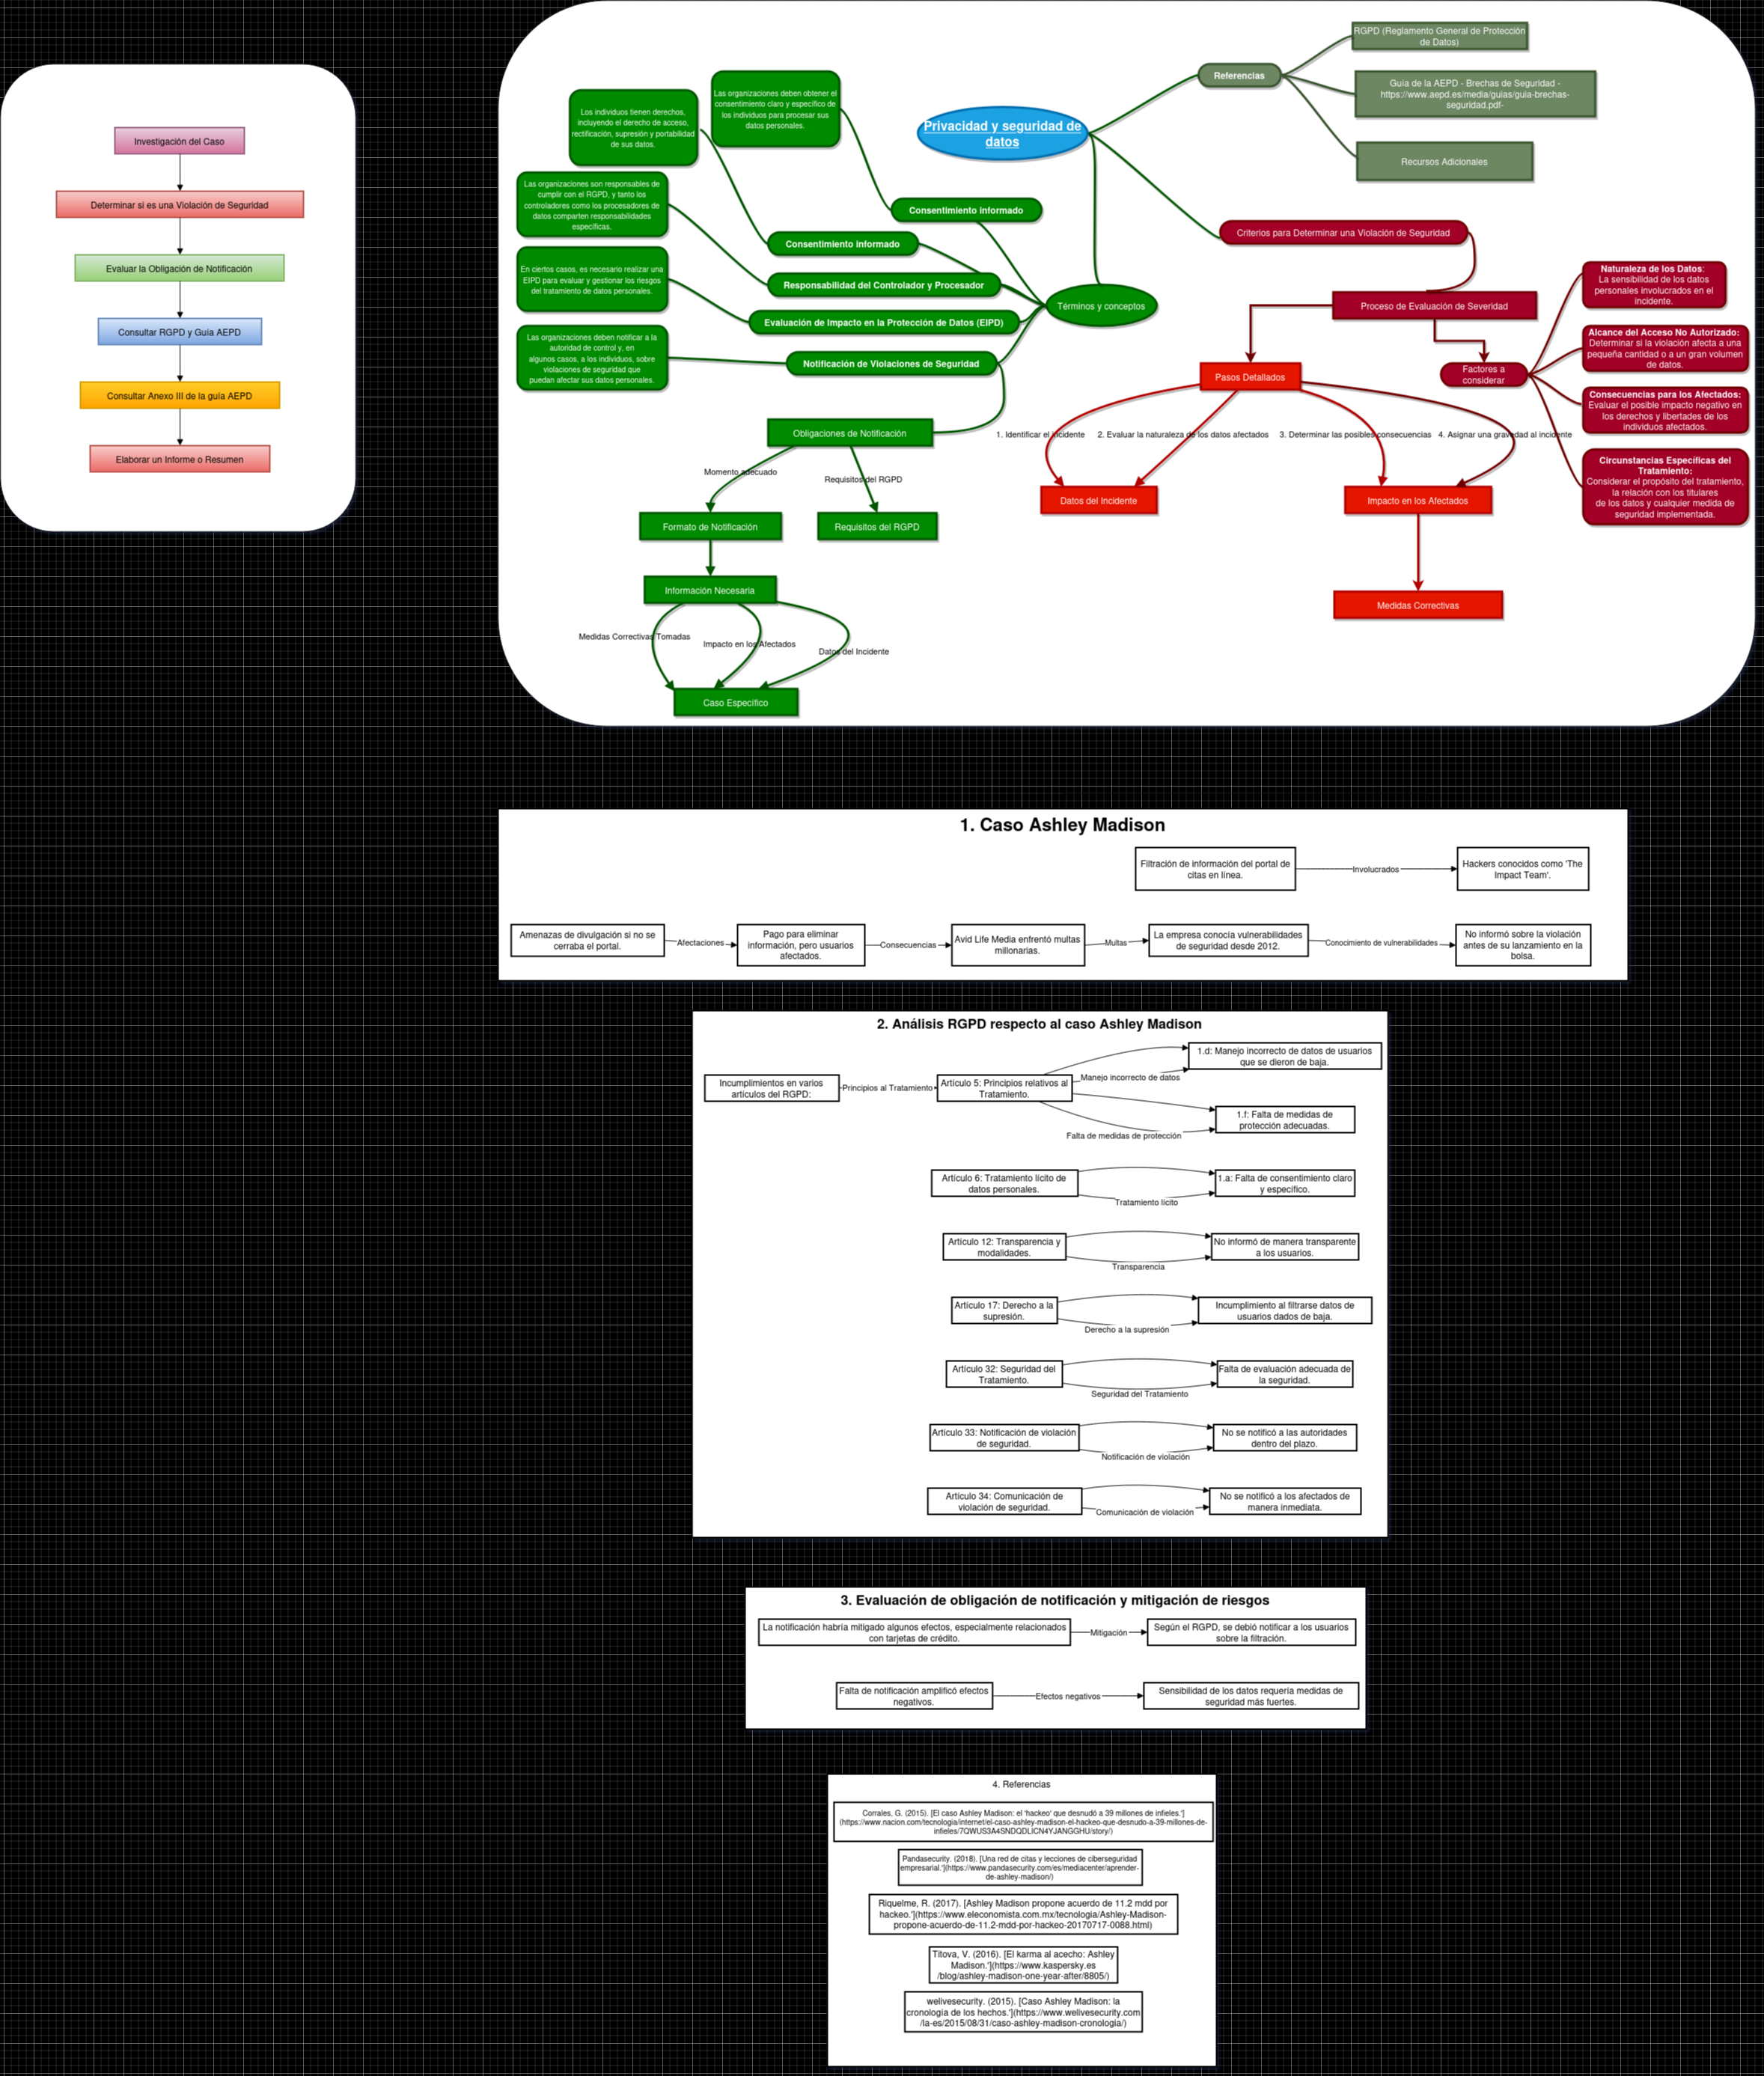 Investigación del Caso
Determinar si es una Violación de Seguridad
Evaluar la Obligación de Notificación
Consultar RGPD y Guía AEPD
Consultar Anexo III de la guía AEPD
Elaborar un Informe o Resumen
Privacidad y seguridad de
datos
Referencias
RGPD (Reglamento General de Protección
de Datos)
Guía de la AEPD - Brechas de Seguridad -
https://www.aepd.es/media/guias/guia-brechas-
seguridad.pdf-
Recursos Adicionales
Las organizaciones deben obtener el
consentimiento claro y específico de
los individuos para procesar sus
datos personales.
Los individuos tienen derechos,
incluyendo el derecho de acceso,
rectificación, supresión y portabilidad
de sus datos.
Las organizaciones son responsables de
cumplir con el RGPD, y tanto los
controladores como los procesadores de
datos comparten responsabilidades
específicas.
En ciertos casos, es necesario realizar una
EIPD para evaluar y gestionar los riesgos
del tratamiento de datos personales.
Las organizaciones deben notificar a la
autoridad de control y, en
algunos casos, a los individuos, sobre
violaciones de seguridad que
puedan afectar sus datos personales.
Consentimiento informado
Consentimiento informado
Responsabilidad del Controlador y Procesador
Evaluación de Impacto en la Protección de Datos (EIPD)
Notificación de Violaciones de Seguridad
Términos y conceptos
Obligaciones de Notificación
Momento adecuado
Requisitos del RGPD
Formato de Notificación
Requisitos del RGPD
Información Necesaria
Medidas Correctivas Tomadas
Impacto en los Afectados
Datos del Incidente
Caso Específico
Criterios para Determinar una Violación de Seguridad
Proceso de Evaluación de Severidad
Pasos Detallados
Factores a
considerar
Naturaleza de los Datos:
La sensibilidad de los datos
personales involucrados en el
incidente.
Alcance del Acceso No Autorizado:
Determinar si la violación afecta a una
pequeña cantidad o a un gran volumen
de datos.
Consecuencias para los Afectados:
Evaluar el posible impacto negativo en
los derechos y libertades de los
individuos afectados.
Circunstancias Específicas del
Tratamiento:
Considerar el propósito del tratamiento,
la relación con los titulares
de los datos y cualquier medida de
seguridad implementada.
1. Identificar el incidente
2. Evaluar la naturaleza de los datos afectados
3. Determinar las posibles consecuencias
4. Asignar una gravedad al incidente
Datos del Incidente
Impacto en los Afectados
Medidas Correctivas
1. Caso Ashley Madison
Filtración de información del portal de
citas en línea.
Involucrados
Hackers conocidos como 'The
Impact Team'.
Amenazas de divulgación si no se
cerraba el portal.
Afectaciones
Pago para eliminar
información, pero usuarios
afectados.
Consecuencias
Avid Life Media enfrentó multas
millonarias.
Multas
La empresa conocía vulnerabilidades
de seguridad desde 2012.
Conocimiento de vulnerabilidades
No informó sobre la violación
antes de su lanzamiento en la
bolsa.
2. Análisis RGPD respecto al caso Ashley Madison
Incumplimientos en varios
artículos del RGPD:
Principios al Tratamiento
Artículo 5: Principios relativos al
Tratamiento.
Manejo incorrecto de datos
1.d: Manejo incorrecto de datos de usuarios
que se dieron de baja.
Falta de medidas de protección
1.f: Falta de medidas de
protección adecuadas.
Artículo 6: Tratamiento lícito de
datos personales.
Tratamiento lícito
1.a: Falta de consentimiento claro
y específico.
Artículo 12: Transparencia y
modalidades.
Transparencia
No informó de manera transparente
a los usuarios.
Artículo 17: Derecho a la
supresión.
Derecho a la supresión
Incumplimiento al filtrarse datos de
usuarios dados de baja.
Artículo 32: Seguridad del
Tratamiento.
Seguridad del Tratamiento
Falta de evaluación adecuada de
la seguridad.
Artículo 33: Notificación de violación
de seguridad.
Notificación de violación
No se notificó a las autoridades
dentro del plazo.
Artículo 34: Comunicación de
violación de seguridad.
Comunicación de violación
No se notificó a los afectados de
manera inmediata.
3. Evaluación de obligación de notificación y mitigación de riesgos
La notificación habría mitigado algunos efectos, especialmente relacionados
con tarjetas de crédito.
Mitigación
Según el RGPD, se debió notificar a los usuarios
sobre la filtración.
Falta de notificación amplificó efectos
negativos.
Efectos negativos
Sensibilidad de los datos requería medidas de
seguridad más fuertes.
4. Referencias
Corrales, G. (2015). [El caso Ashley Madison: el 'hackeo' que desnudó a 39 millones de infieles.']
(https://www.nacion.com/tecnologia/internet/el-caso-ashley-madison-el-hackeo-que-desnudo-a-39-millones-de-
infieles/7QWUS3A4SNDQDLICN4YJANGGHU/story/)
Pandasecurity. (2018). [Una red de citas y lecciones de ciberseguridad
empresarial.'](https://www.pandasecurity.com/es/mediacenter/aprender-
de-ashley-madison/)
Riquelme, R. (2017). [Ashley Madison propone acuerdo de 11.2 mdd por
hackeo.'](https://www.eleconomista.com.mx/tecnologia/Ashley-Madison-
propone-acuerdo-de-11.2-mdd-por-hackeo-20170717-0088.html)
Titova, V. (2016). [El karma al acecho: Ashley
Madison.'](https://www.kaspersky.es
/blog/ashley-madison-one-year-after/8805/)
welivesecurity. (2015). [Caso Ashley Madison: la
cronología de los hechos.'](https://www.welivesecurity.com
/la-es/2015/08/31/caso-ashley-madison-cronologia/)